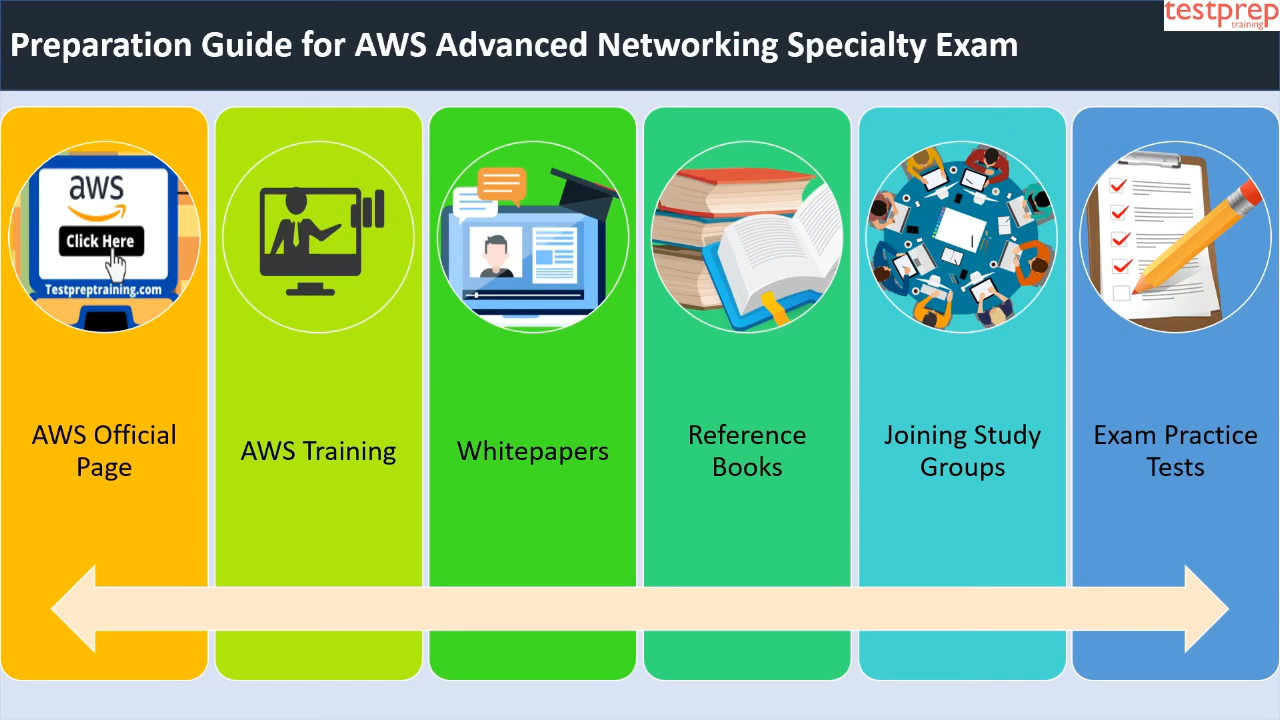 testprep
training
Preparation Guide for AWS Advanced Networking Specialty Exam
aws
Click Here
Testpreptraining.com
AWS Official
Page
AWS Training
Whitepapers
Reference
Books
Joining Study
Groups
Exam Practice
Tests